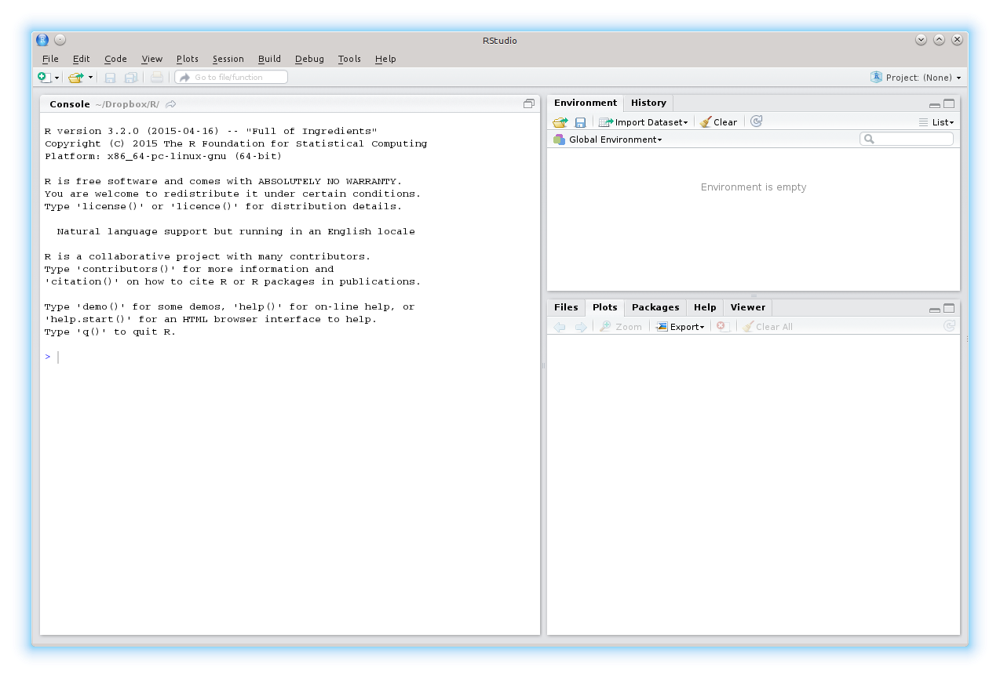 RStudio
File Edit Code View Plots Session Build Debug Tools Help
Go to file/function
Project: (None)
Console ~/Dropbox/R/
R version 3.2.0 (2015-04-16) -- "Full of Ingredients"
Copyright (C) 2015 The R Foundation for Statistical Computing
Platform: x86_64-pc-linux-gnu (64-bit)
R is free software and comes with ABSOLUTELY NO WARRANTY.
You are welcome to redistribute it under certain conditions.
Type 'license()' or 'licence()' for distribution details.
Natural language support but running in an English locale
R is a collaborative project with many contributors.
Type 'contributors()' for more information and
'citation()' on how to cite R or R packages in publications.
Type 'demo()' for some demos, 'help()' for on-line help, or
'help.start()' for an HTML browser interface to help.
Type 'q()' to quit R.
>
Environment History
Import Dataset Clear List
Global Environment
Environment is empty
Files Plots Packages Help Viewer
Zoom Export Clear All